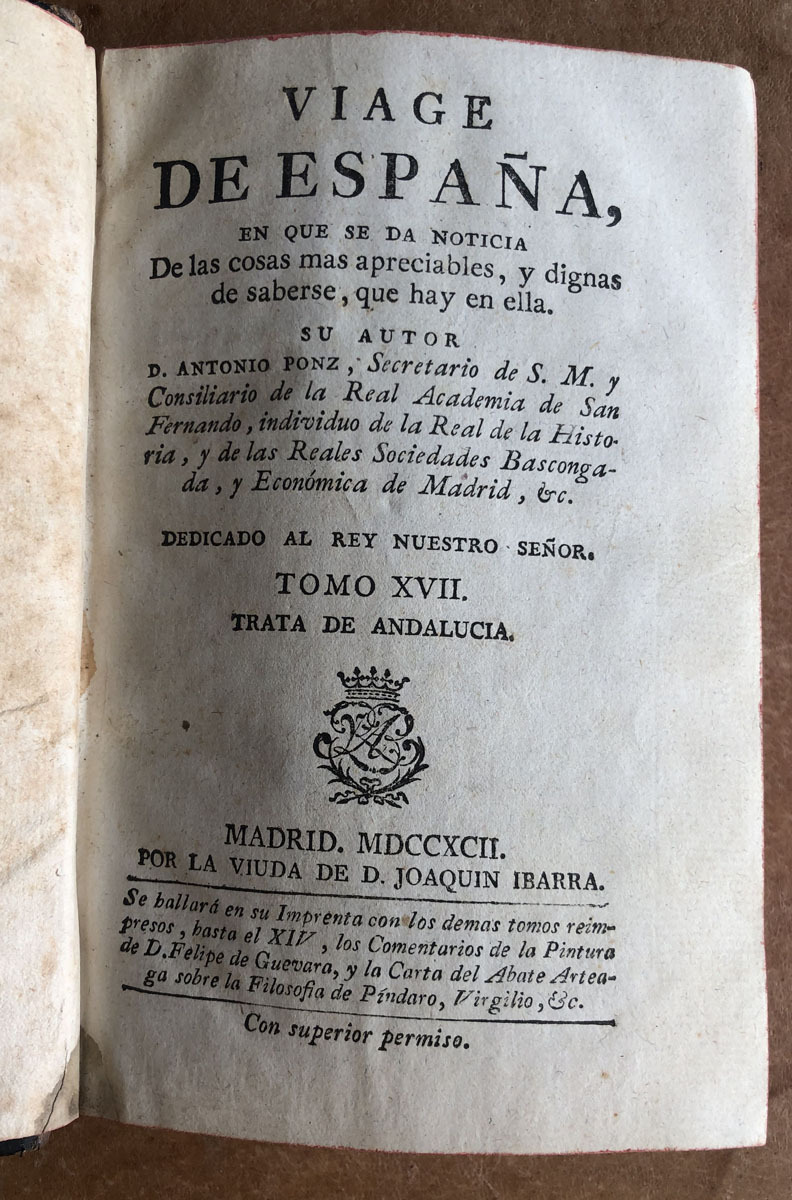 VIAGE
DE ESPAÑA,
EN QUE SE DA NOTICIA
De las cosas mas apreciables, y dignas
de saberse, que hay en ella.
SU AUTOR
D. ANTONIO PONZ, Secretario de S. M. y
Consiliario de la Real Academia de San
Fernando, individuo de la Real de la Histo-
ria, y de las Reales Sociedades Basconga-
da, y Económica de Madrid, &c.
DEDICADO AL REY NUESTRO SEÑOR.
TOMO XVII.
TRATA DE ANDALUCIA.
MADRID. MDCCXCII.
POR LA VIUDA DE D. JOAQUIN IBARRA.
Se hallará en su Imprenta con los demas tomos reim-
presos, hasta el XIV, los Comentarios de la Pintura
de D. Felipe de Guevara, y la Carta del Abate Artea-
ga sobre la Filosofia de Píndaro, Virgilio, &c.
Con superior permiso.